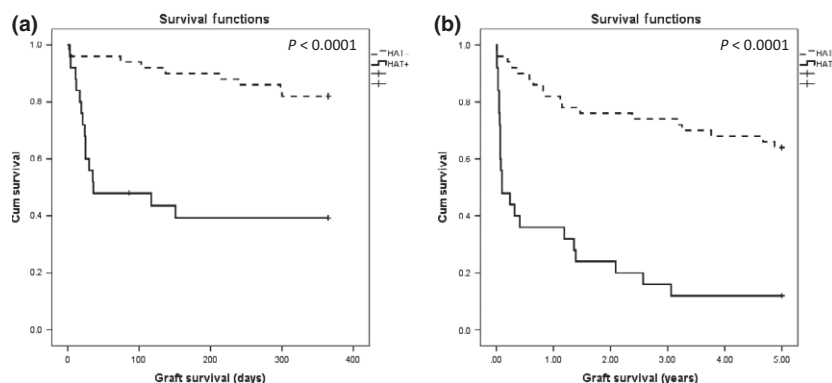 (a)
Survival functions
P < 0.0001
HAT–
HAT+
1.0
0.8
0.6
0.4
0.2
0.0
Cum survival
0
100
200
300
400
Graft survival (days)
(b)
Survival functions
P < 0.0001
HAT
HAT
1.0
0.8
0.6
0.4
0.2
0.0
Cum survival
.00
1.00
2.00
3.00
4.00
5.00
Graft survival (years)